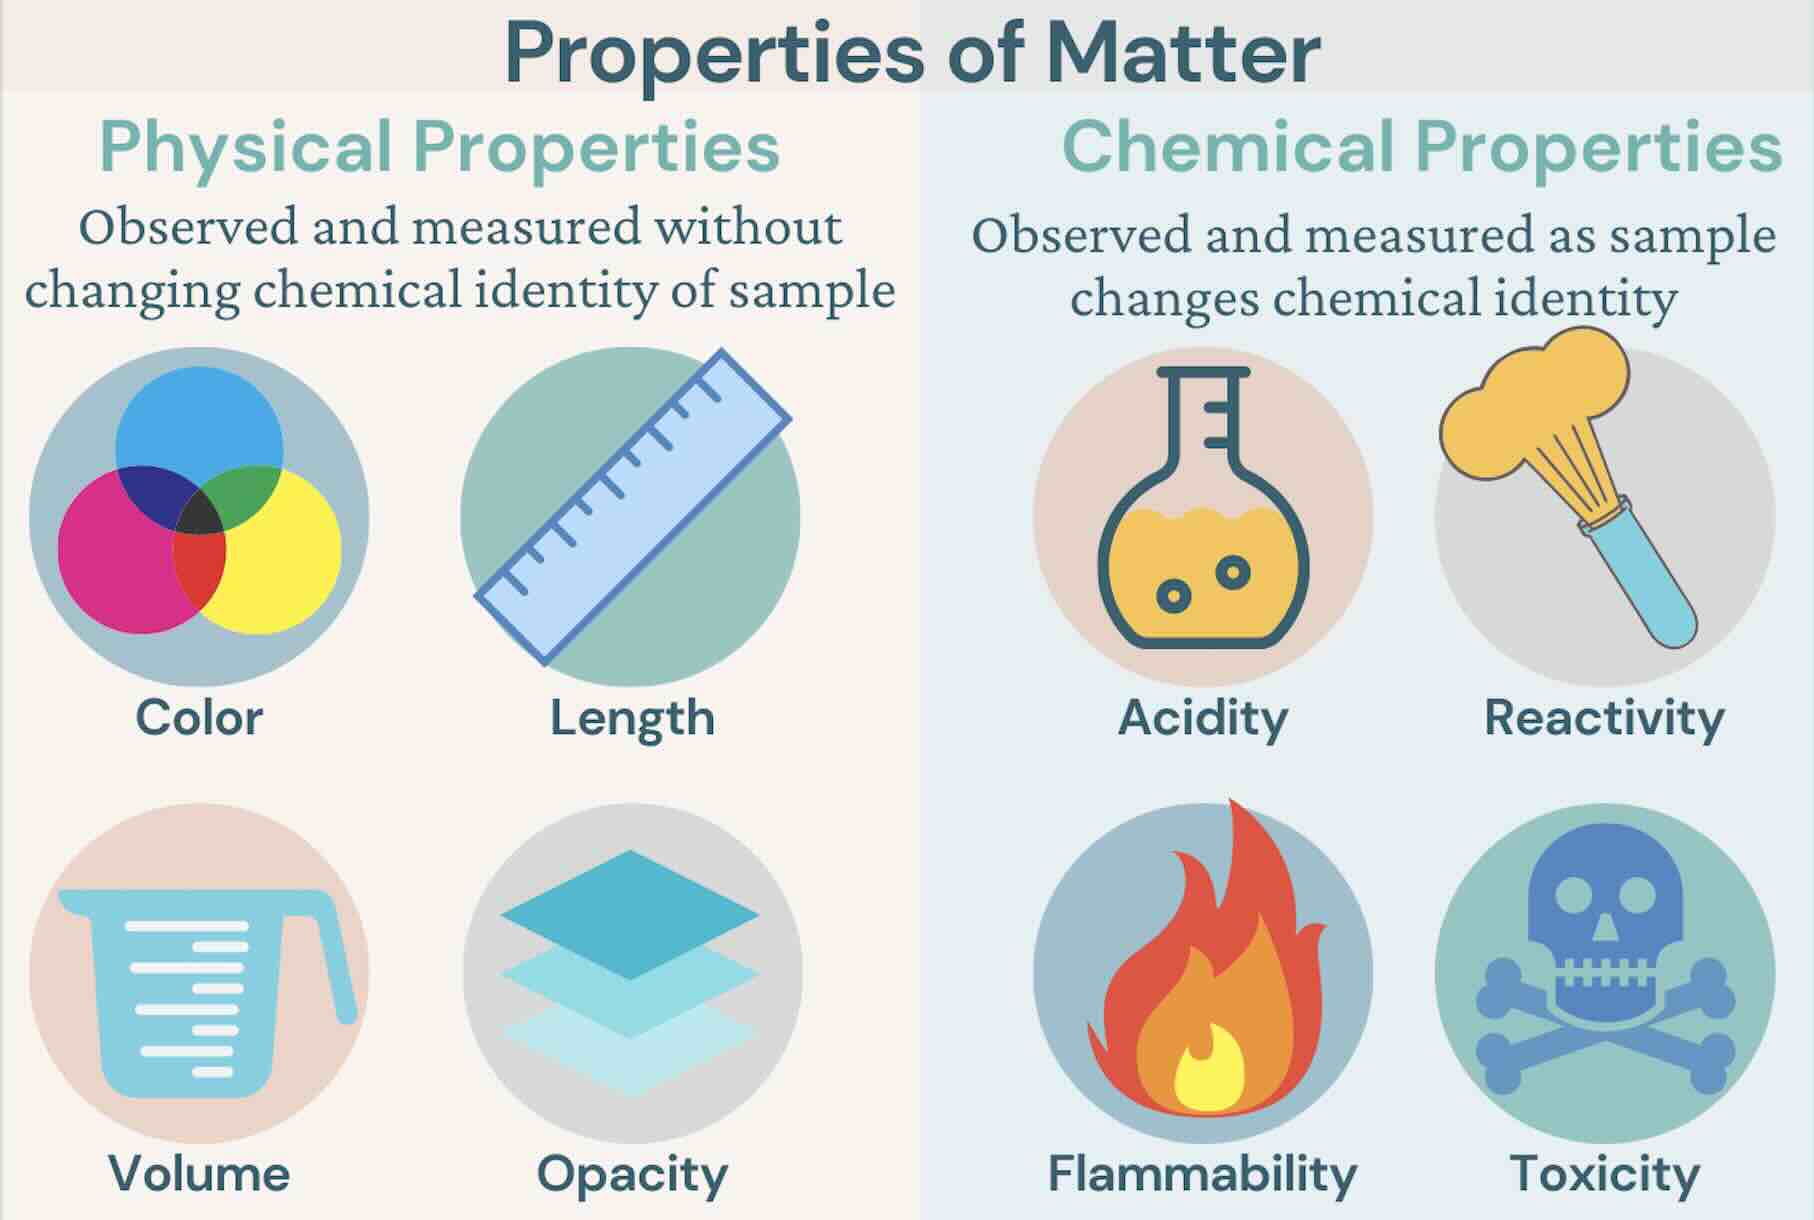 Properties of Matter
Physical Properties
Observed and measured without
changing chemical identity of sample
Color
Length
Volume
Opacity
Chemical Properties
Observed and measured as sample
changes chemical identity
Acidity
Reactivity
Flammability
Toxicity